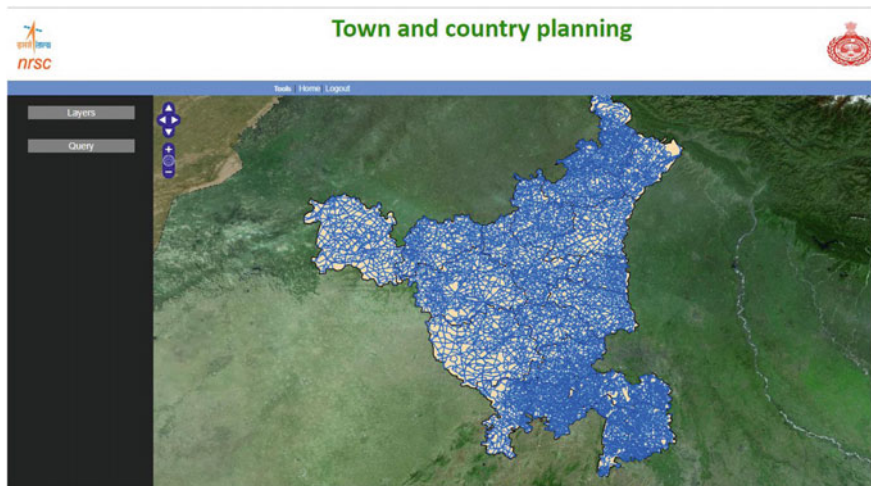 Town and country planning
nrsc
Tools Home Logout
Layers
Query